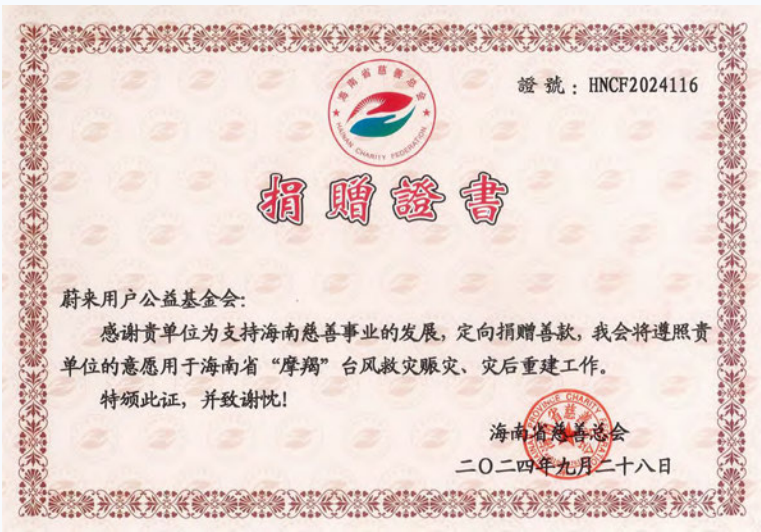 海南省慈善总会
HAINAN CHARITY FEDERATION
證號：HNCF2024116
捐贈證書
蔚来用户公益基金会：
感谢贵单位为支持海南慈善事业的发展，定向捐赠善款，我会将遵照贵
单位的意愿用于海南省“摩羯”台风救灾赈灾、灾后重建工作。
特颁此证，并致谢忱！
海南省慈善总会
二〇二四年九月二十八日